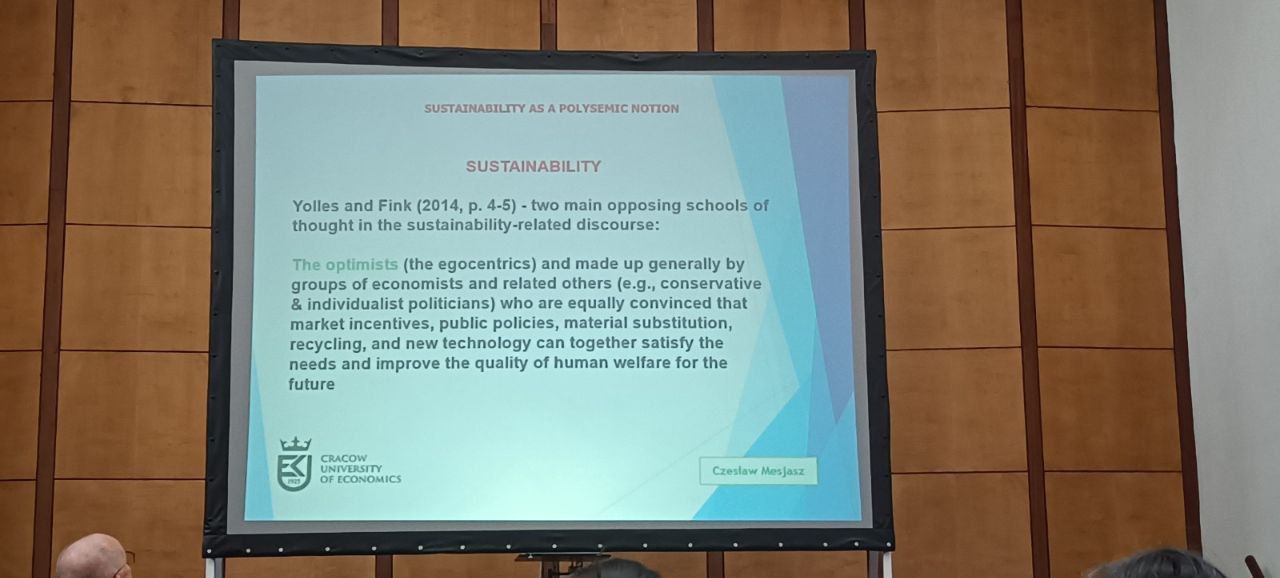 SUSTAINABILITY AS A POLYSEMIC NOTION
SUSTAINABILITY
Yolles and Fink (2014, p. 4-5) - two main opposing schools of
thought in the sustainability-related discourse:
The optimists (the egocentrics) and made up generally by
groups of economists and related others (e.g., conservative
& individualist politicians) who are equally convinced that
market incentives, public policies, material substitution,
recycling, and new technology can together satisfy the
needs and improve the quality of human welfare for the
future
CRACOW
UNIVERSITY
OF ECONOMICS
1925
Czesław Mesjasz